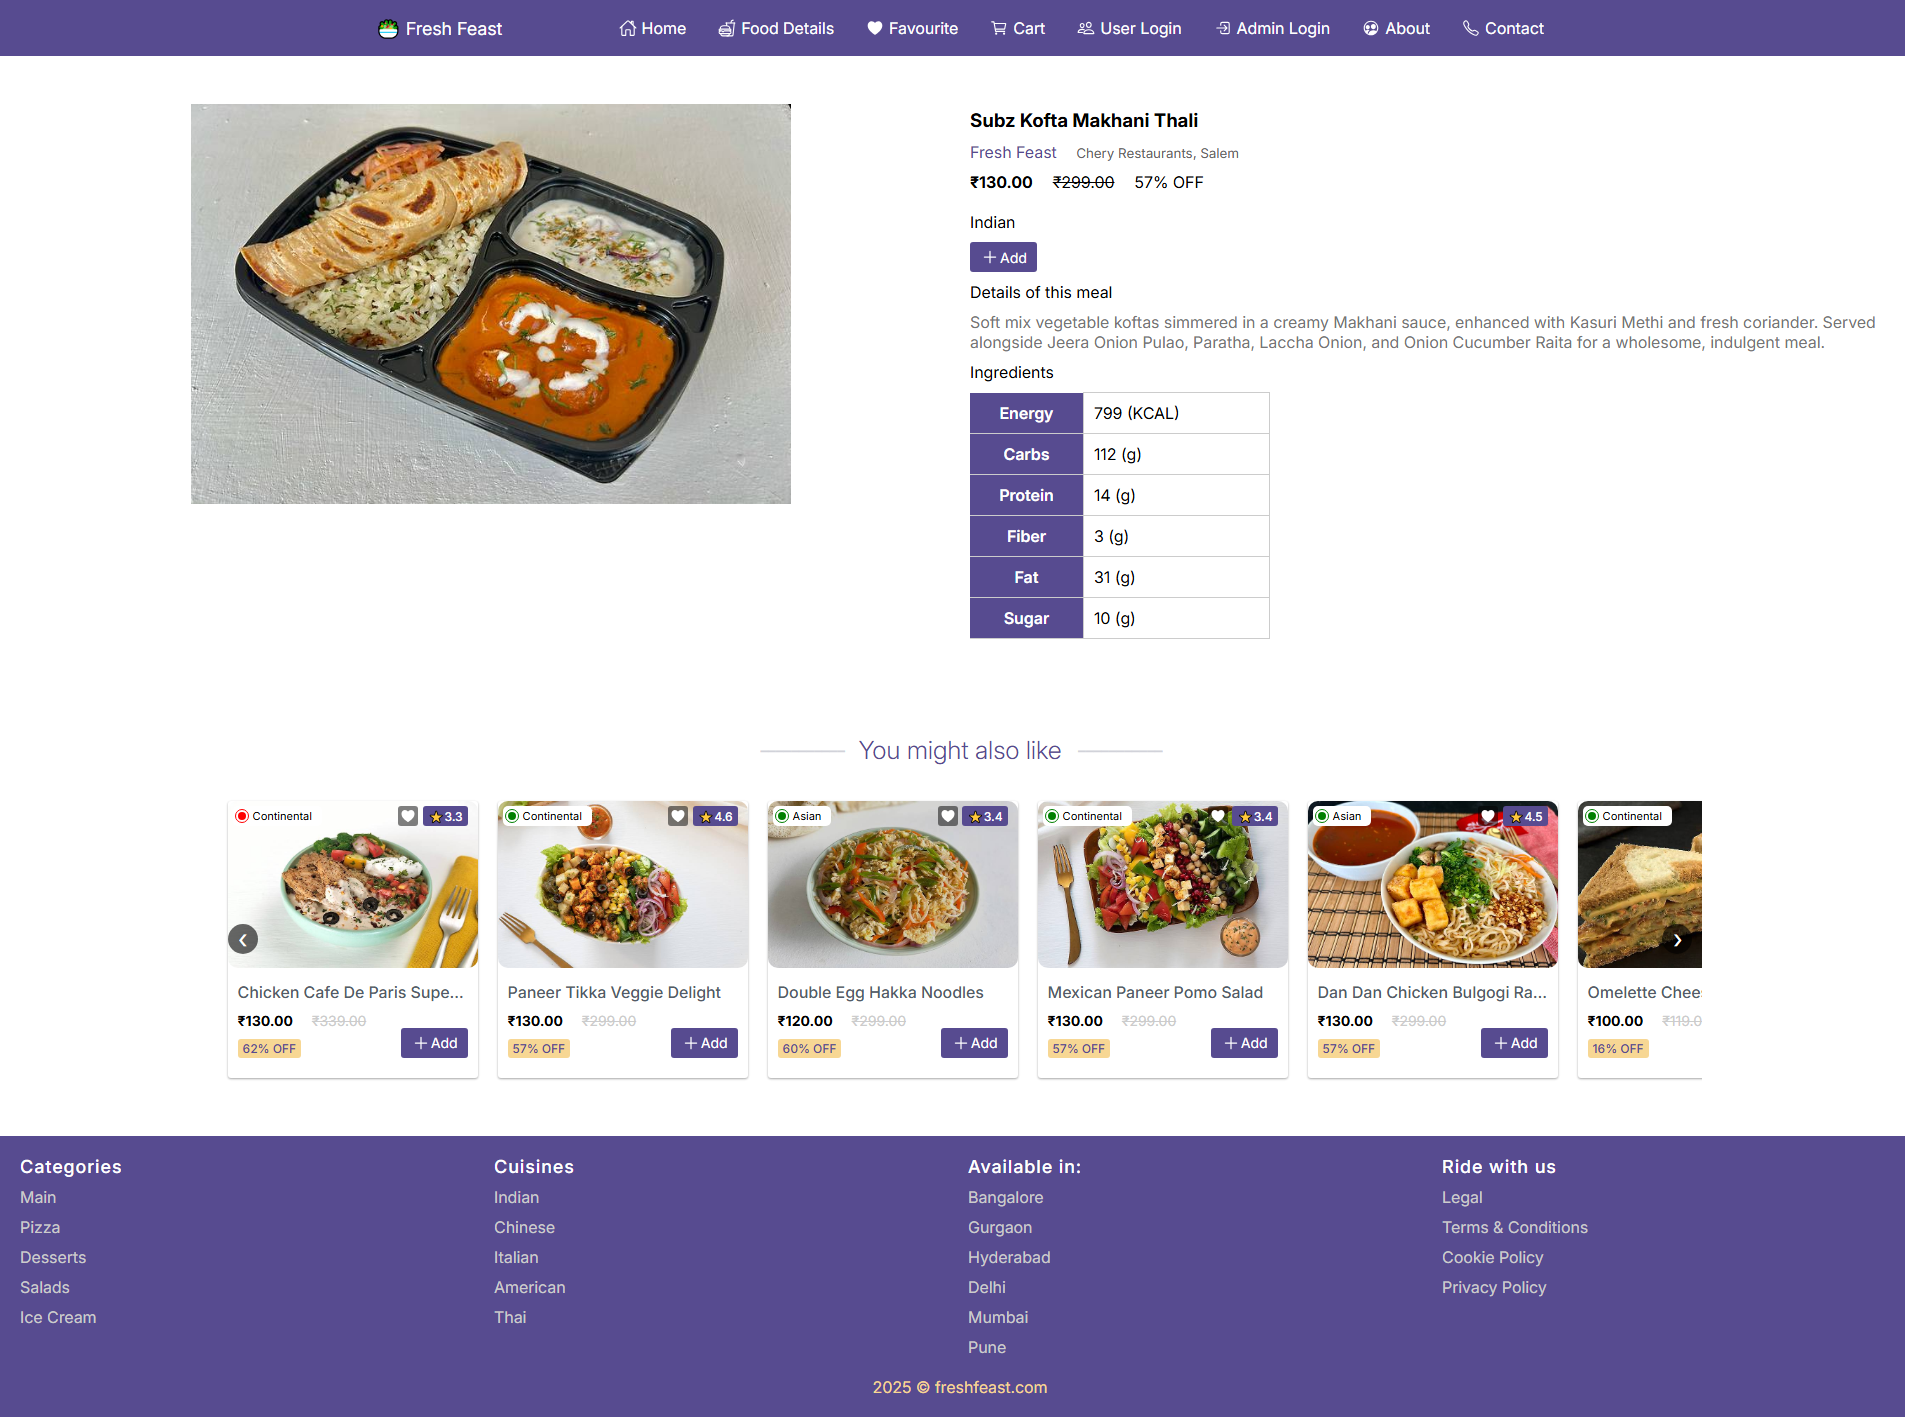 Fresh Feast
Home
Food Details
Favourite
Cart
User Login
Admin Login
About
Contact
Subz Kofta Makhani Thali
Fresh Feast Chery Restaurants, Salem
₹130.00 ₹299.00 57% OFF
Indian
Add
Details of this meal
Soft mix vegetable koftas simmered in a creamy Makhani sauce, enhanced with Kasuri Methi and fresh coriander. Served
alongside Jeera Onion Pulao, Paratha, Laccha Onion, and Onion Cucumber Raita for a wholesome, indulgent meal.
Ingredients
Energy 799 (KCAL)
Carbs 112 (g)
Protein 14 (g)
Fiber 3 (g)
Fat 31 (g)
Sugar 10 (g)
You might also like
Continental 3.3
Chicken Cafe De Paris Supe...
₹130.00 ₹339.00
62% OFF
Add
Continental 4.6
Paneer Tikka Veggie Delight
₹130.00 ₹299.00
57% OFF
Add
Asian 3.4
Double Egg Hakka Noodles
₹120.00 ₹299.00
60% OFF
Add
Continental 3.4
Mexican Paneer Pomo Salad
₹130.00 ₹299.00
57% OFF
Add
Asian 4.5
Dan Dan Chicken Bulgogi Ra...
₹130.00 ₹299.00
57% OFF
Add
Continental
Omelette Chee
₹100.00 ₹119.0
16% OFF
Categories
Main
Pizza
Desserts
Salads
Ice Cream
Cuisines
Indian
Chinese
Italian
American
Thai
Available in:
Bangalore
Gurgaon
Hyderabad
Delhi
Mumbai
Pune
Ride with us
Legal
Terms & Conditions
Cookie Policy
Privacy Policy
2025 © freshfeast.com